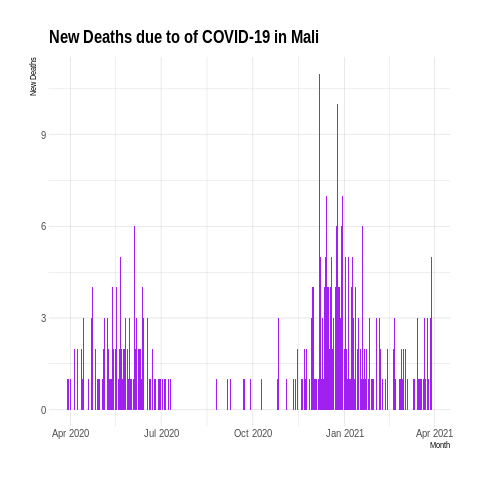 New Deaths due to of COVID-19 in Mali
New Deaths
9
6
3
0
Apr 2020 Jul 2020 Oct 2020 Jan 2021 Apr 2021
Month